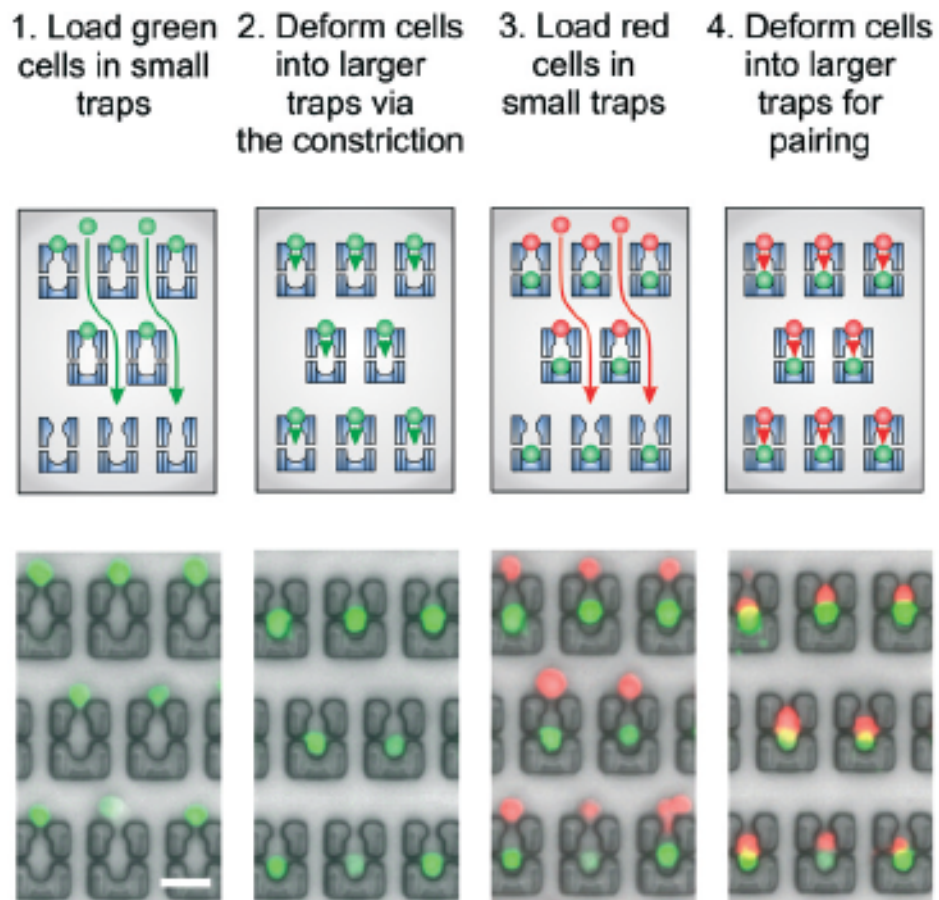 1. Load green
cells in small
traps
2. Deform cells
into larger
traps via
the constriction
3. Load red
cells in
small traps
4. Deform cells
into larger
traps for
pairing